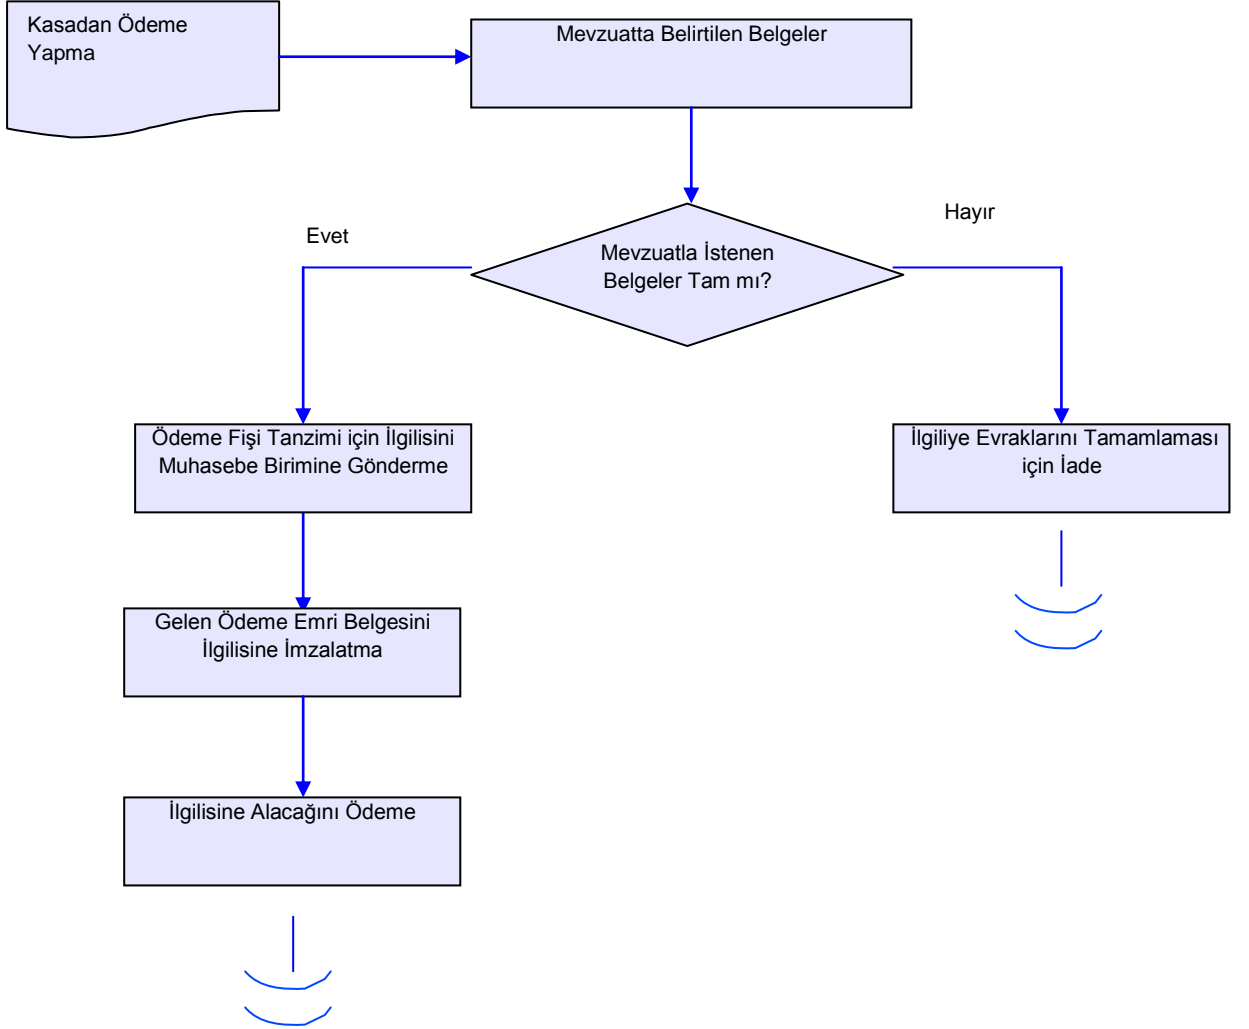 Kasadan Ödeme
Yapma
Mevzuatta Belirtilen Belgeler
Hayır
Evet
Mevzuatla İstenen
Belgeler Tam mı?
Ödeme Fişi Tanzimi için İlgilisini
Muhasebe Birimine Gönderme
İlgiliye Evraklarını Tamamlaması
için İade
Gelen Ödeme Emri Belgesini
İlgilisine İmzalatma
İlgilisine Alacağını Ödeme